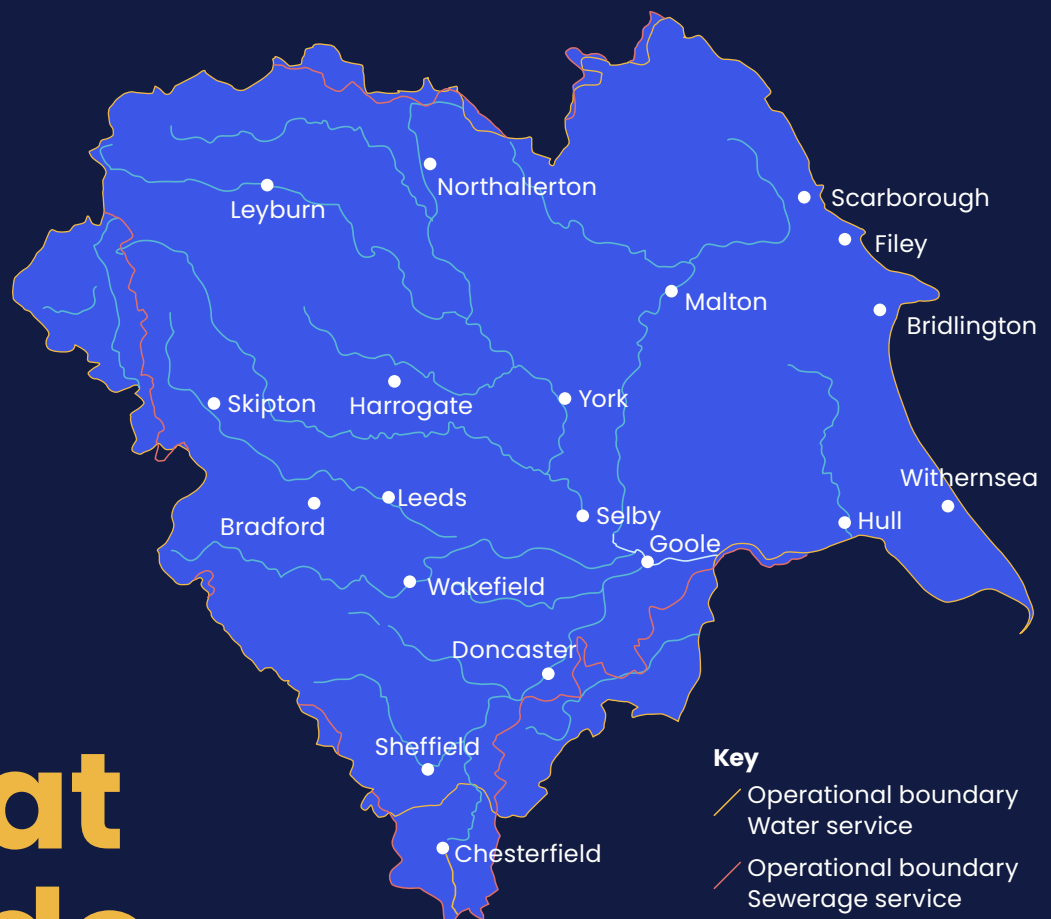 Northallerton
Leyburn
Scarborough
Filey
Malton
Bridlington
Skipton
Harrogate
York
Withernsea
Leeds
Bradford
Selby
Hull
Goole
Wakefield
Doncaster
Sheffield
at
Key
Operational boundary
Water service
Chesterfield
Operational boundary
Sewerage service